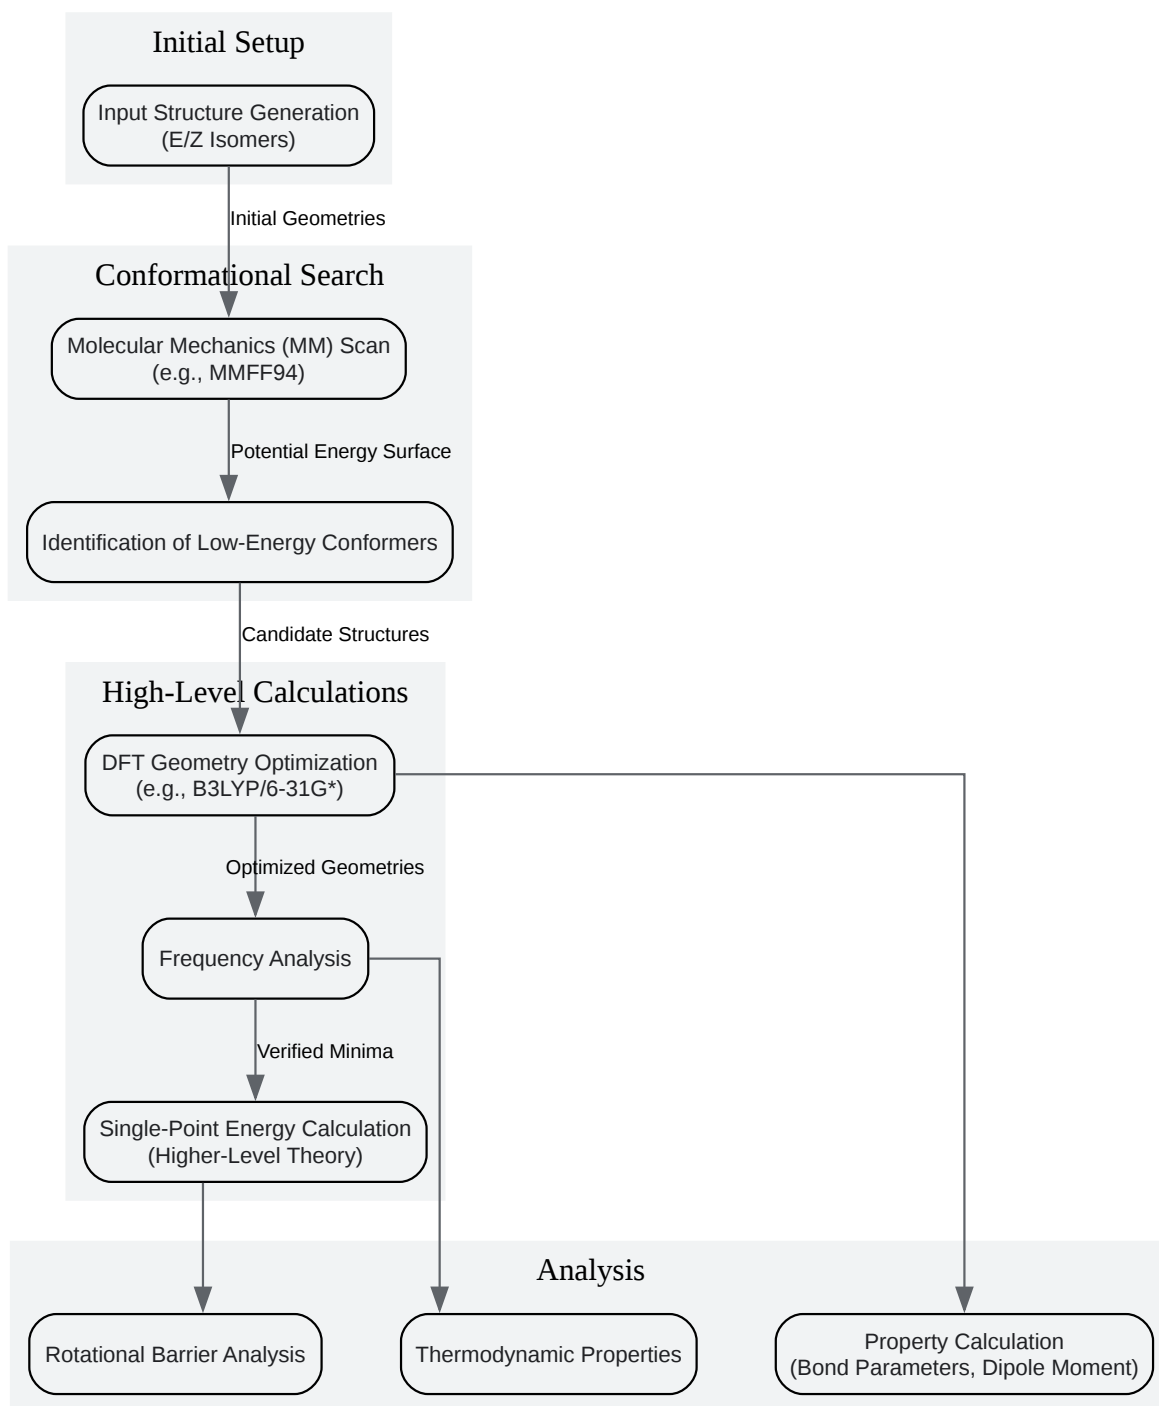 Initial Setup
Input Structure Generation
(E/Z Isomers)
Initial Geometries
Conformational Search
Molecular Mechanics (MM) Scan
(e.g., MMFF94)
Potential Energy Surface
Identification of Low-Energy Conformers
Candidate Structures
High-Level Calculations
DFT Geometry Optimization
(e.g., B3LYP/6-31G*)
Optimized Geometries
Frequency Analysis
Verified Minima
Single-Point Energy Calculation
(Higher-Level Theory)
Analysis
Rotational Barrier Analysis
Thermodynamic Properties
Property Calculation
(Bond Parameters, Dipole Moment)